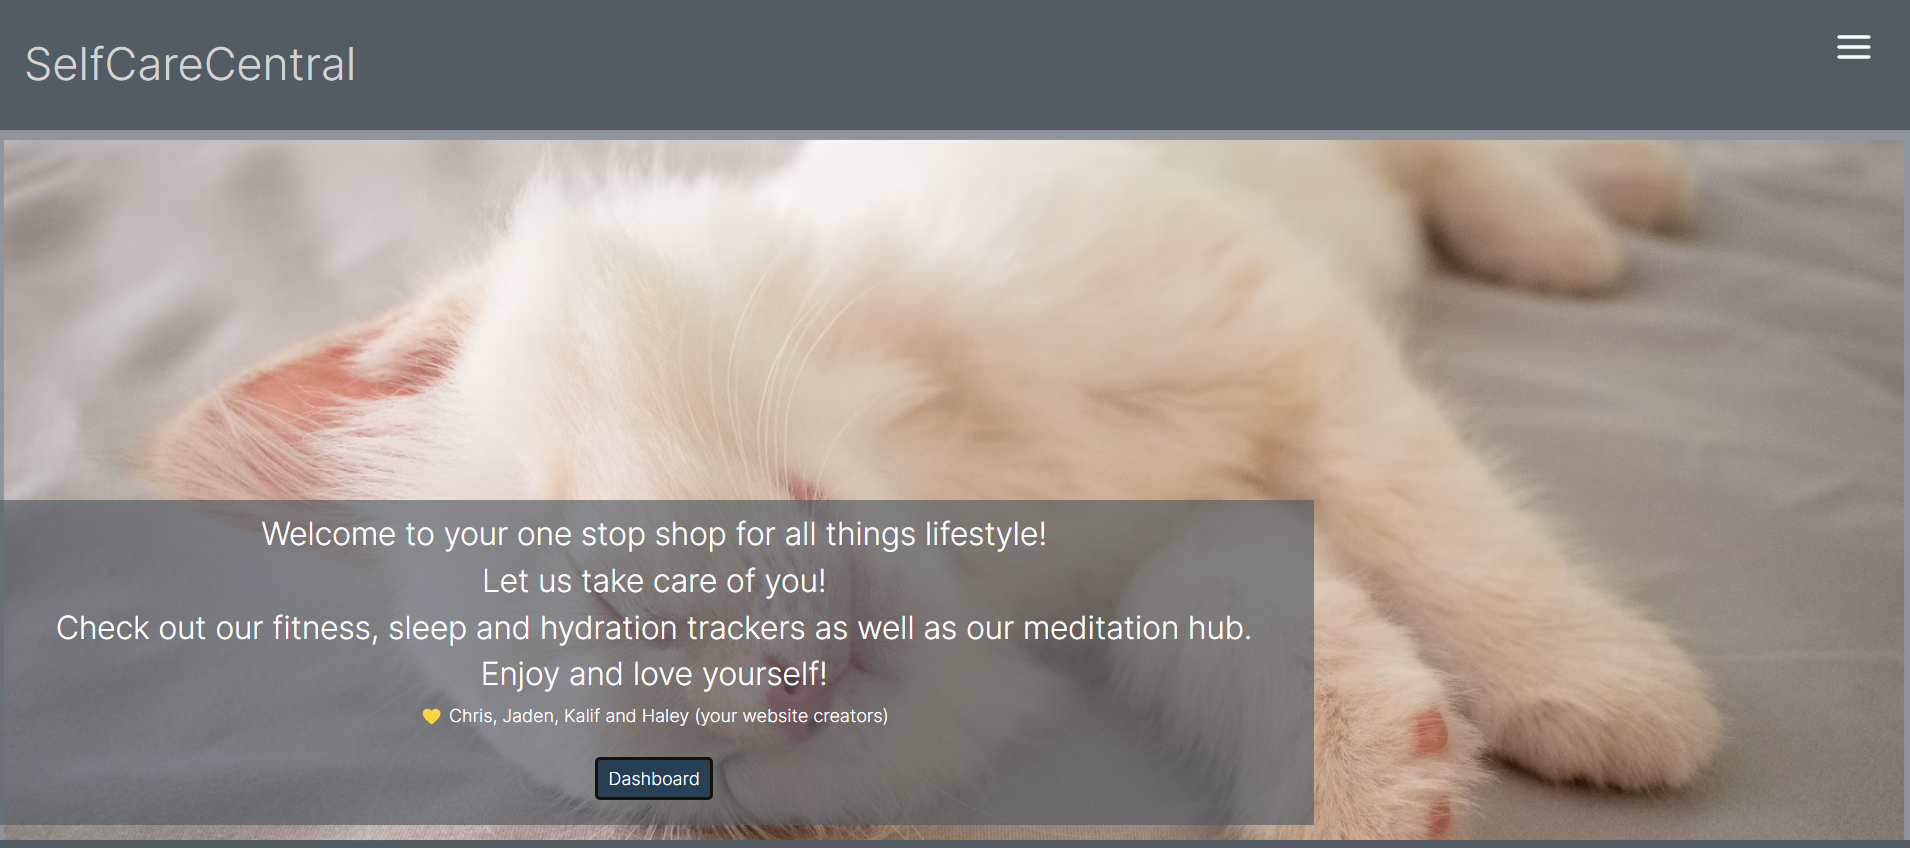 SelfCareCentral
Welcome to your one stop shop for all things lifestyle!
Let us take care of you!
Check out our fitness, sleep and hydration trackers as well as our meditation hub.
Enjoy and love yourself!
💛 Chris, Jaden, Kalif and Haley (your website creators)
Dashboard